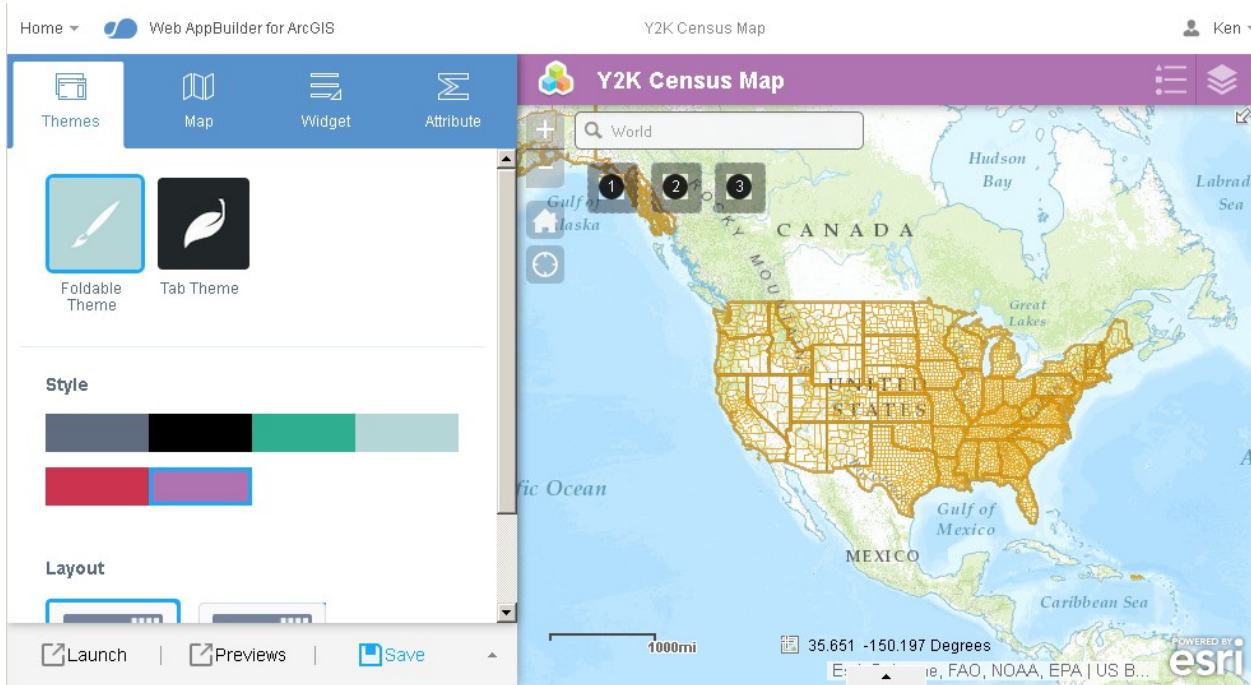 Home
Web AppBuilder for ArcGIS
Y2K Census Map
Ken
Themes
Map
Widget
Attribute
Foldable
Theme
Tab Theme
Style
Layout
Launch
Previews
Save
Y2K Census Map
World
1
2
3
Gulf of
Alaska
Hudson
Bay
Labrad
Sea
CANADA
ROCKY MOUNTAINS
Great
Lakes
UNITED
STATES
fic Ocean
Gulf of
Mexico
MEXICO
Caribbean Sea
A
1000mi
35.651 -150.197 Degrees
FAO, NOAA, EPA | US B...
POWERED BY
esri